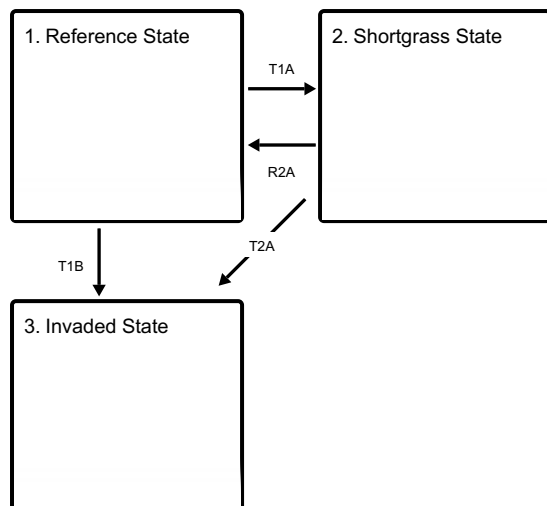 1. Reference State
2. Shortgrass State
T1A
R2A
T1B
T2A
3. Invaded State